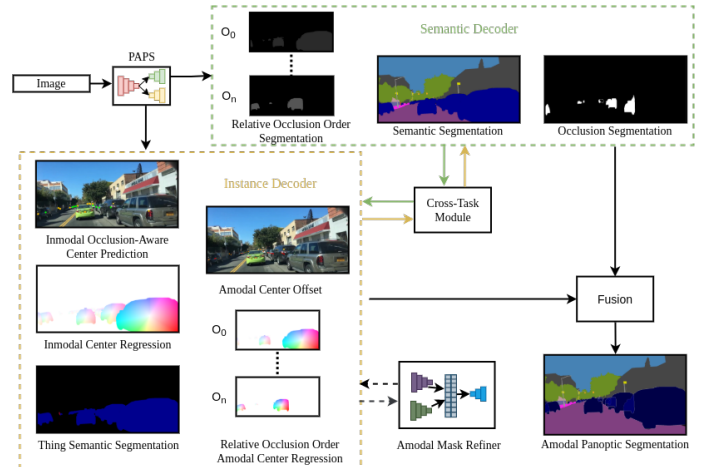 Image
PAPS
O0
On
Relative Occlusion Order
Segmentation
Semantic Decoder
Semantic Segmentation
Occlusion Segmentation
Instance Decoder
Inmodal Occlusion-Aware
Center Prediction
Amodal Center Offset
Inmodal Center Regression
O0
On
Thing Semantic Segmentation
Relative Occlusion Order
Amodal Center Regression
Cross-Task
Module
Fusion
Amodal Mask Refiner
Amodal Panoptic Segmentation